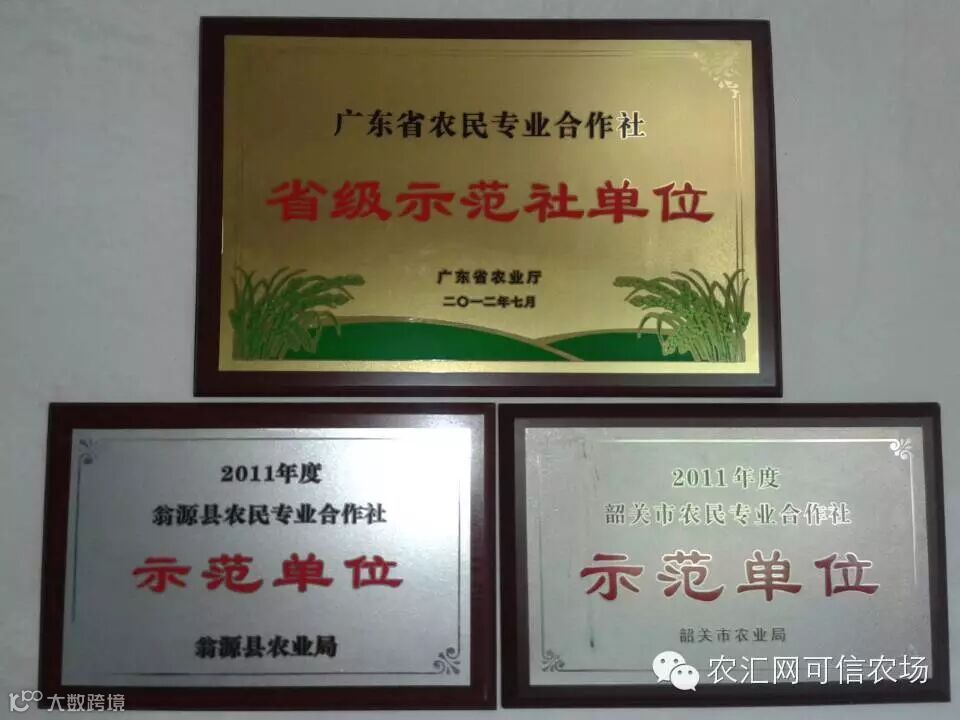 广东省农民专业合作社
省级示范社单位
广东省农业厅
二〇一二年七月
2011年度
翁源县农民专业合作社
示范单位
翁源县农业局
2011年度
韶关市农民专业合作社
示范单位
韶关市农业局
农汇网可信农场
大数跨境